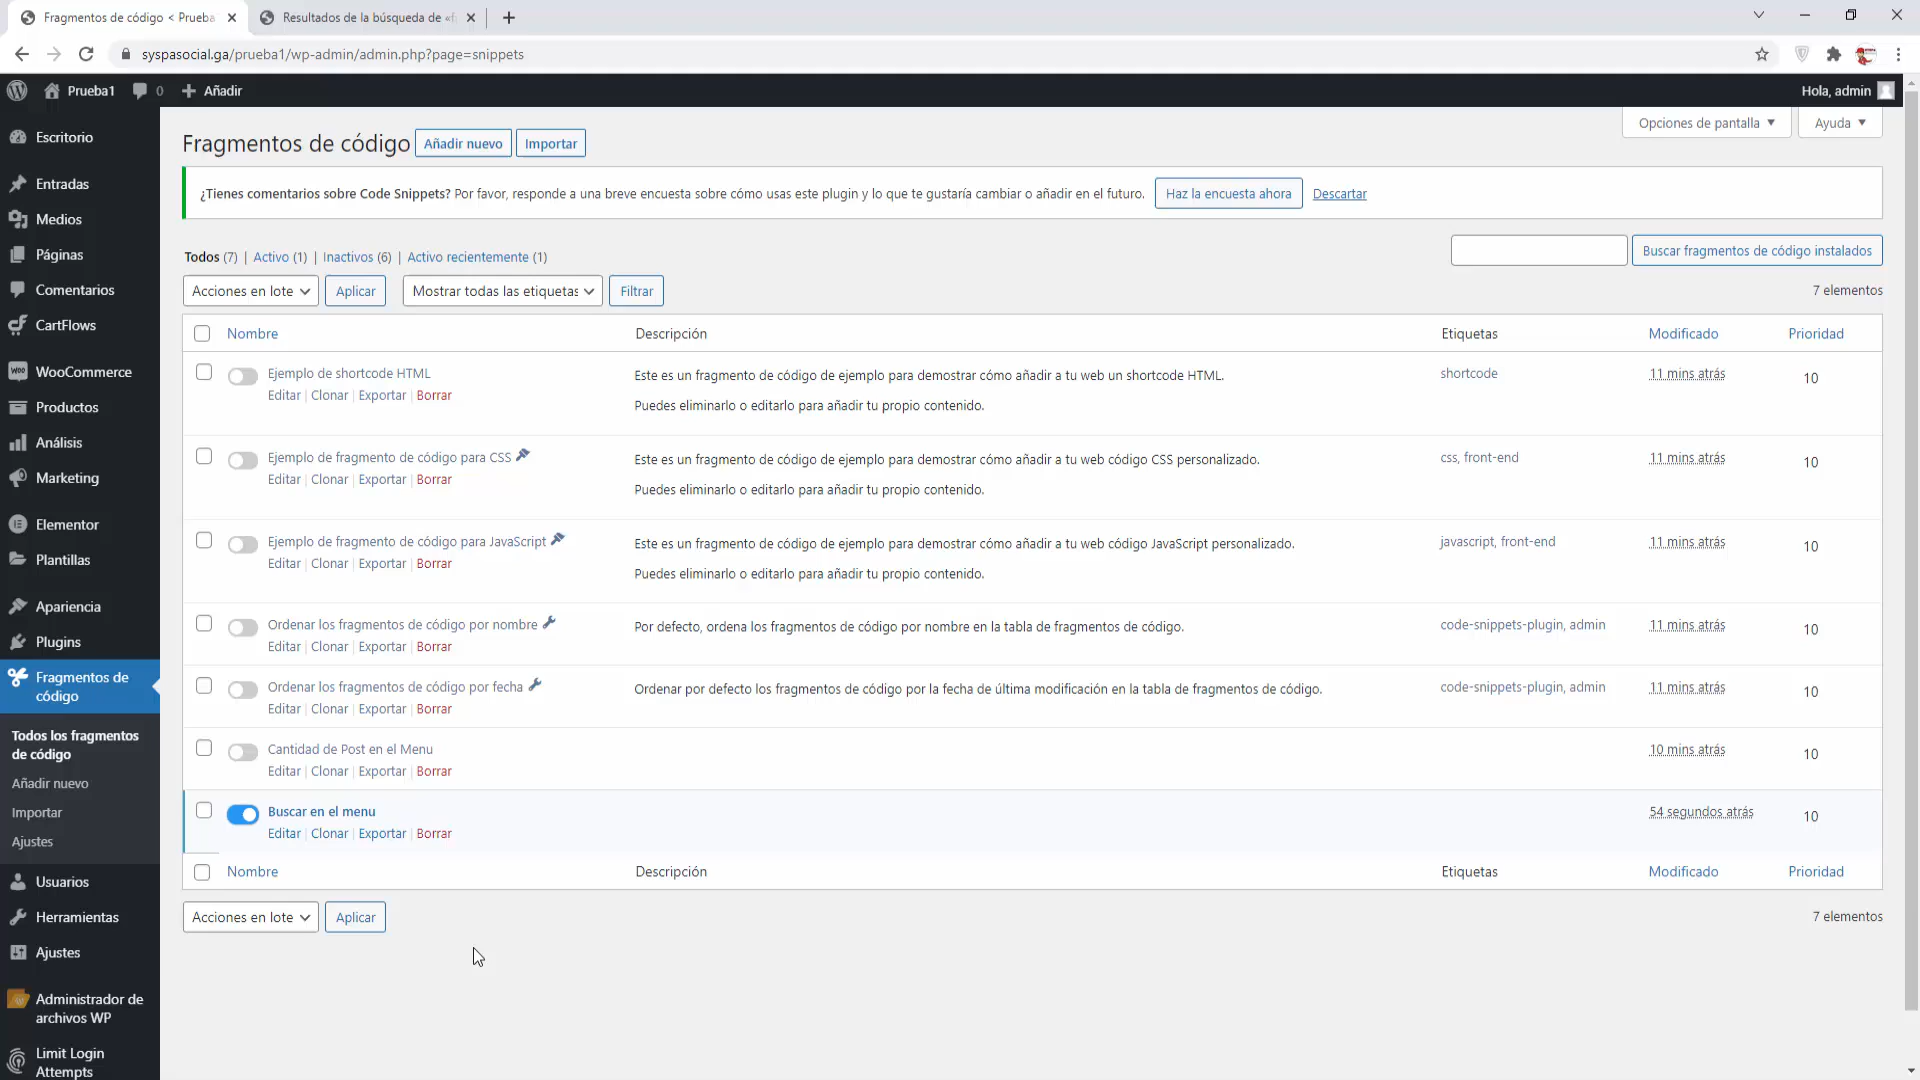 Fragmentos de código < Prueba
Resultados de la búsqueda de «f
syspasocial.ga/prueba1/wp-admin/admin.php?page=snippets
Prueba1
0
Añadir
Hola, admin
Escritorio
Entradas
Medios
Páginas
Comentarios
CartFlows
WooCommerce
Productos
Análisis
Marketing
Elementor
Plantillas
Apariencia
Plugins
Fragmentos de
código
Todos los fragmentos
de código
Añadir nuevo
Importar
Ajustes
Usuarios
Herramientas
Ajustes
Administrador de
archivos WP
Limit Login
Attempts
Opciones de pantalla
Ayuda
Fragmentos de código
Añadir nuevo
Importar
¿Tienes comentarios sobre Code Snippets? Por favor, responde a una breve encuesta sobre cómo usas este plugin y lo que te gustaría cambiar o añadir en el futuro.
Haz la encuesta ahora
Descartar
Todos (7) | Activo (1) | Inactivos (6) | Activo recientemente (1)
Buscar fragmentos de código instalados
Acciones en lote
Aplicar
Mostrar todas las etiquetas
Filtrar
7 elementos
Nombre
Descripción
Etiquetas
Modificado
Prioridad
Ejemplo de shortcode HTML
Editar | Clonar | Exportar | Borrar
Este es un fragmento de código de ejemplo para demostrar cómo añadir a tu web un shortcode HTML.
Puedes eliminarlo o editarlo para añadir tu propio contenido.
shortcode
11 mins atrás
10
Ejemplo de fragmento de código para CSS
Editar | Clonar | Exportar | Borrar
Este es un fragmento de código de ejemplo para demostrar cómo añadir a tu web código CSS personalizado.
Puedes eliminarlo o editarlo para añadir tu propio contenido.
css, front-end
11 mins atrás
10
Ejemplo de fragmento de código para JavaScript
Editar | Clonar | Exportar | Borrar
Este es un fragmento de código de ejemplo para demostrar cómo añadir a tu web código JavaScript personalizado.
Puedes eliminarlo o editarlo para añadir tu propio contenido.
javascript, front-end
11 mins atrás
10
Ordenar los fragmentos de código por nombre
Editar | Clonar | Exportar | Borrar
Por defecto, ordena los fragmentos de código por nombre en la tabla de fragmentos de código.
code-snippets-plugin, admin
11 mins atrás
10
Ordenar los fragmentos de código por fecha
Editar | Clonar | Exportar | Borrar
Ordenar por defecto los fragmentos de código por la fecha de última modificación en la tabla de fragmentos de código.
code-snippets-plugin, admin
11 mins atrás
10
Cantidad de Post en el Menu
Editar | Clonar | Exportar | Borrar
10 mins atrás
10
Buscar en el menu
Editar | Clonar | Exportar | Borrar
54 segundos atrás
10
Nombre
Descripción
Etiquetas
Modificado
Prioridad
Acciones en lote
Aplicar
7 elementos